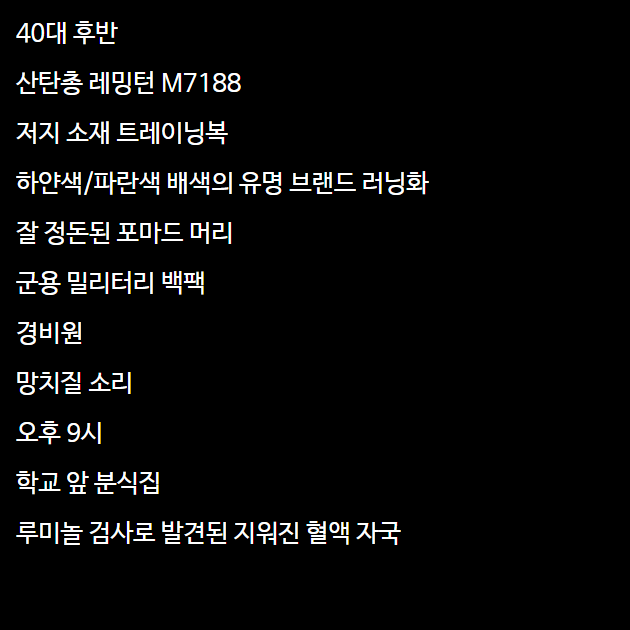 40대 후반
산탄총 레밍턴 M7188
저지 소재 트레이닝복
하얀색/파란색 배색의 유명 브랜드 러닝화
잘 정돈된 포마드 머리
군용 밀리터리 백팩
경비원
망치질 소리
오후 9시
학교 앞 분식집
루미놀 검사로 발견된 지워진 혈액 자국